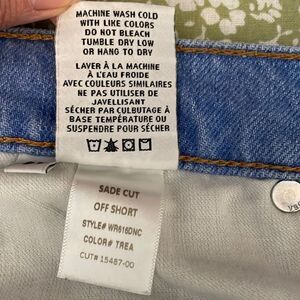 MACHINE WASH COLD
WITH LIKE COLORS
DO NOT BLEACH
TUMBLE DRY LOW
OR HANG TO DRY
LAVER À LA MACHINE
À L'EAU FROIDE
AVEC COULEURS SIMILAIRES
NE PAS UTILISER DE
JAVELLISANT
SÉCHER PAR CULBUTAGE À
BASE TEMPÉRATURE OU
SUSPENDRE POUR SÉCHER
SADE CUT
OFF SHORT
STYLE# WR616DNC
COLOR# TREA
CUT# 15487-00